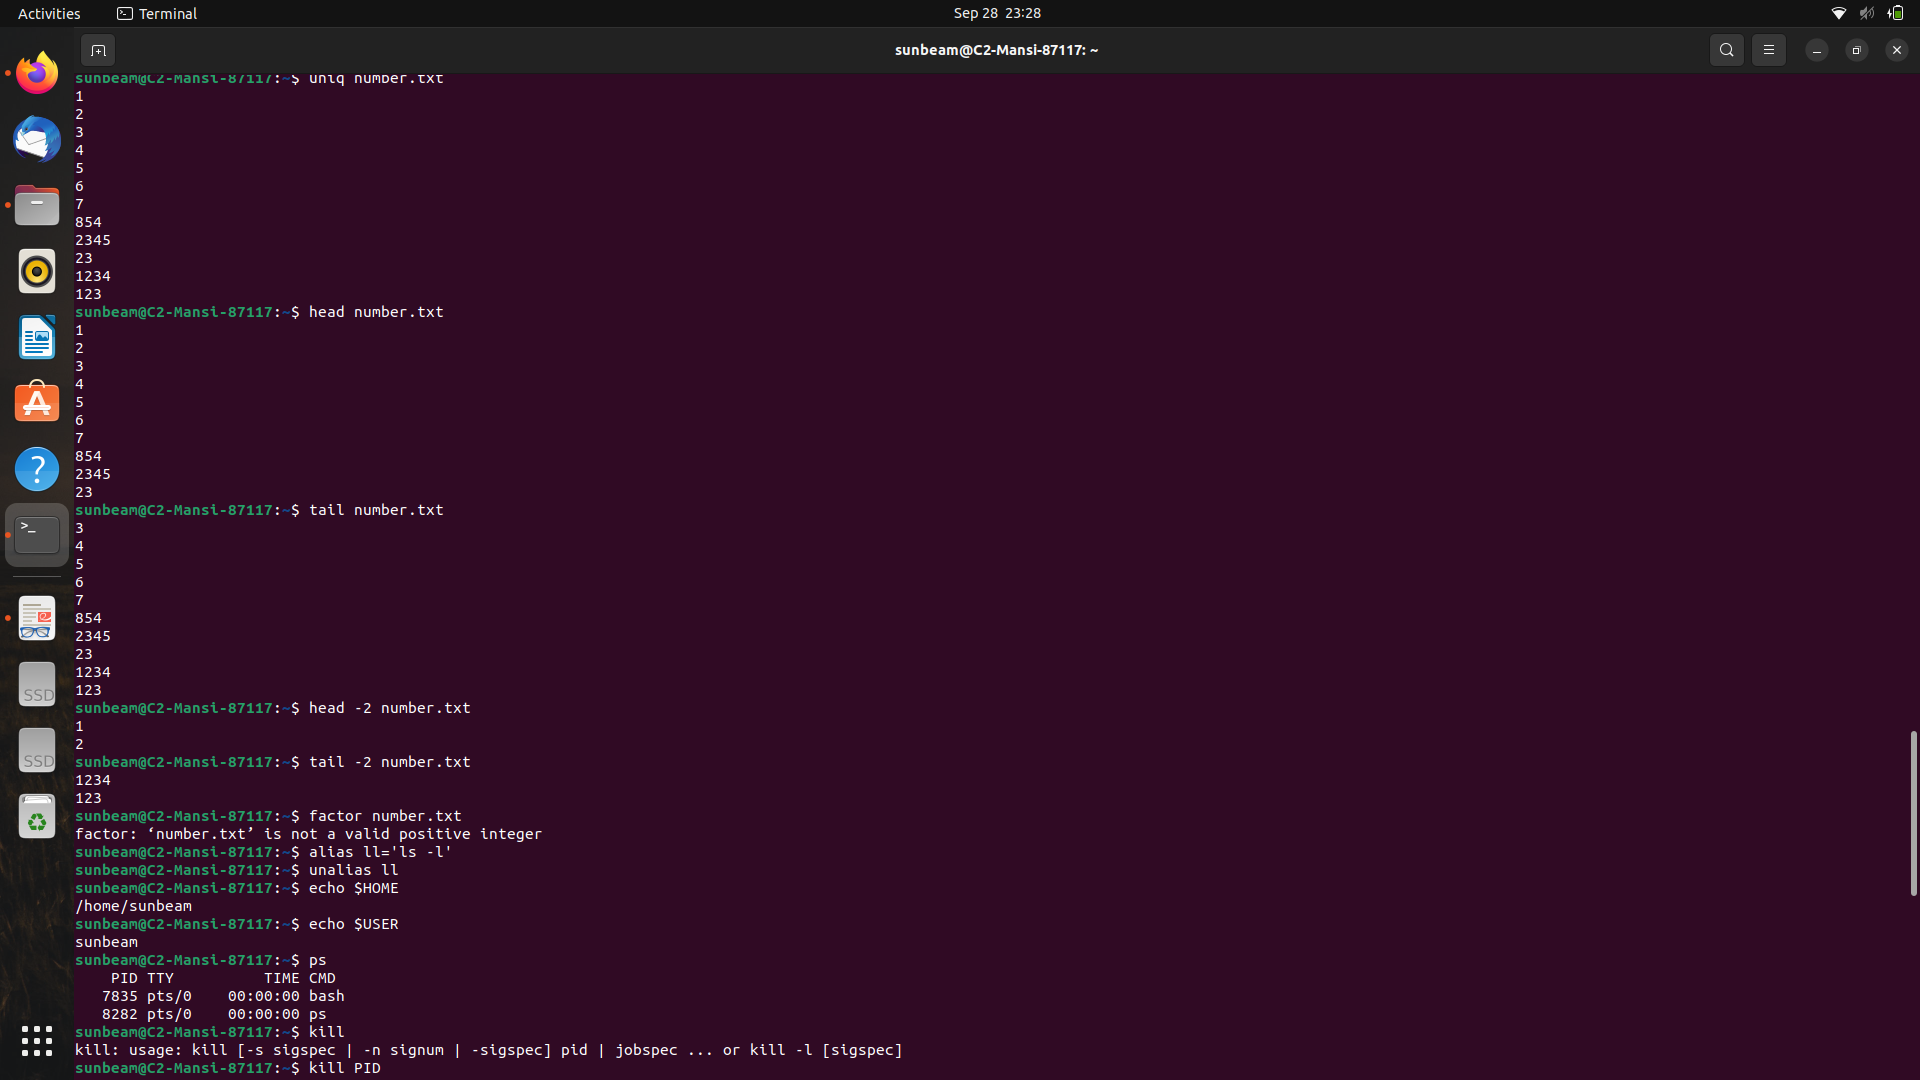 Activities
Terminal
Sep 28 23:28
sunbeam@C2-Mansi-87117: ~
sunbeam@C2-Mansi-87117:~$ uniq number.txt
1
2
3
4
5
6
7
854
2345
23
1234
123
sunbeam@C2-Mansi-87117:~$ head number.txt
1
2
3
4
5
6
7
854
2345
23
sunbeam@C2-Mansi-87117:~$ tail number.txt
3
4
5
6
7
854
2345
23
1234
123
sunbeam@C2-Mansi-87117:~$ head -2 number.txt
1
2
sunbeam@C2-Mansi-87117:~$ tail -2 number.txt
1234
123
sunbeam@C2-Mansi-87117:~$ factor number.txt
factor: ‘number.txt’ is not a valid positive integer
sunbeam@C2-Mansi-87117:~$ alias ll='ls -l'
sunbeam@C2-Mansi-87117:~$ unalias ll
sunbeam@C2-Mansi-87117:~$ echo $HOME
/home/sunbeam
sunbeam@C2-Mansi-87117:~$ echo $USER
sunbeam
sunbeam@C2-Mansi-87117:~$ ps
    PID TTY          TIME CMD
   7835 pts/0    00:00:00 bash
   8282 pts/0    00:00:00 ps
sunbeam@C2-Mansi-87117:~$ kill
kill: usage: kill [-s sigspec | -n signum | -sigspec] pid | jobspec ... or kill -l [sigspec]
sunbeam@C2-Mansi-87117:~$ kill PID
SSD
SSD